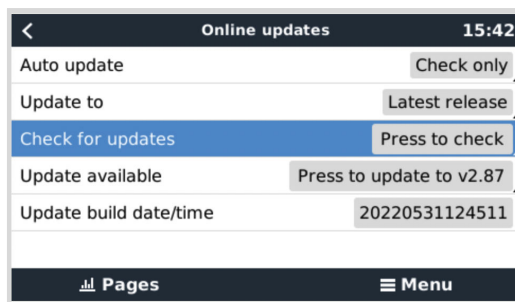 Online updates 15:42
Auto update Check only
Update to Latest release
Check for updates Press to check
Update available Press to update to v2.87
Update build date/time 20220531124511
Pages Menu